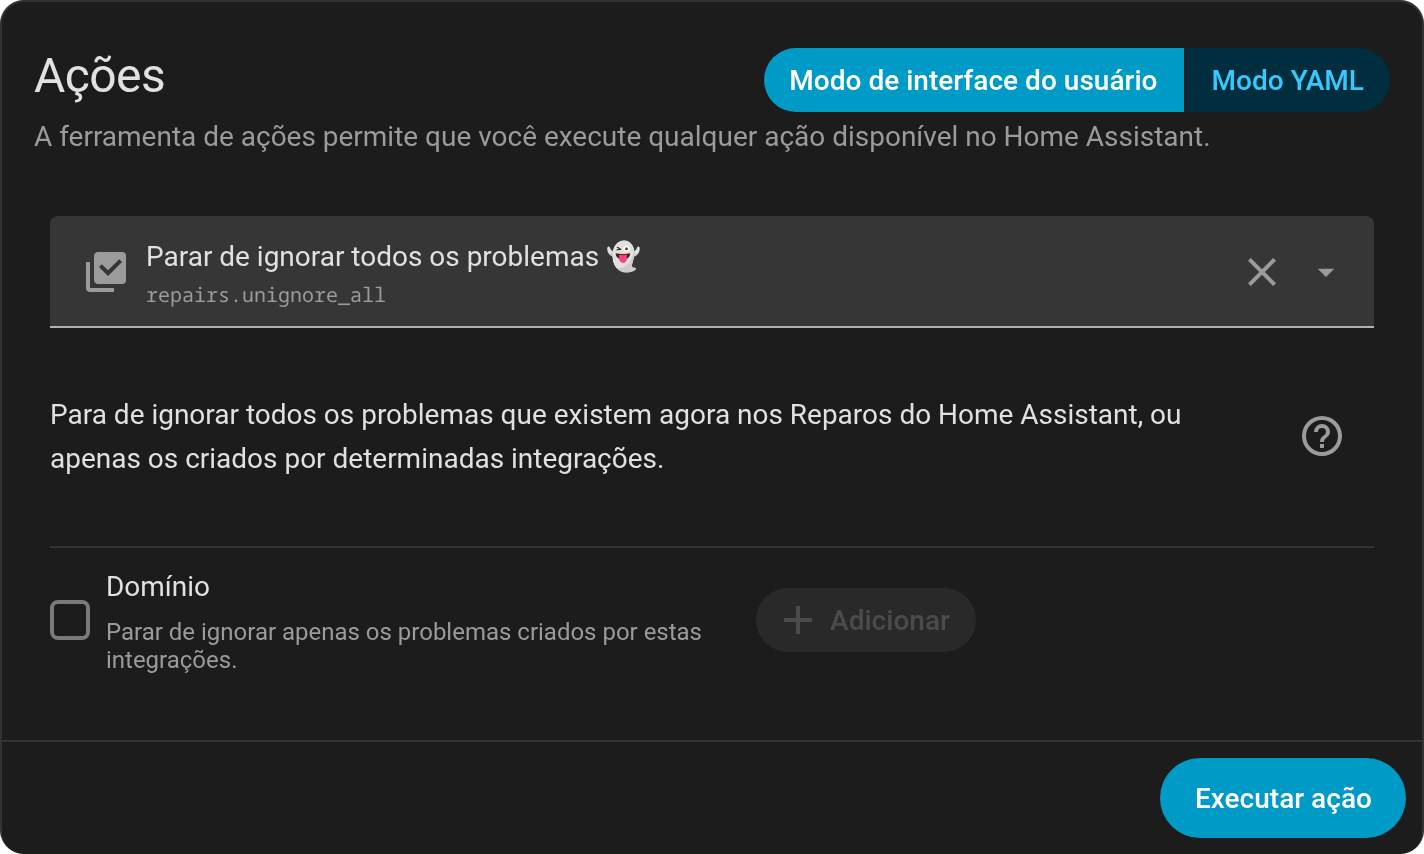 Ações
Modo de interface do usuário
Modo YAML
A ferramenta de ações permite que você execute qualquer ação disponível no Home Assistant.
Parar de ignorar todos os problemas 👻
repairs.unignore_all
Para de ignorar todos os problemas que existem agora nos Reparos do Home Assistant, ou
apenas os criados por determinadas integrações.
Domínio
Parar de ignorar apenas os problemas criados por estas
integrações.
Adicionar
Executar ação